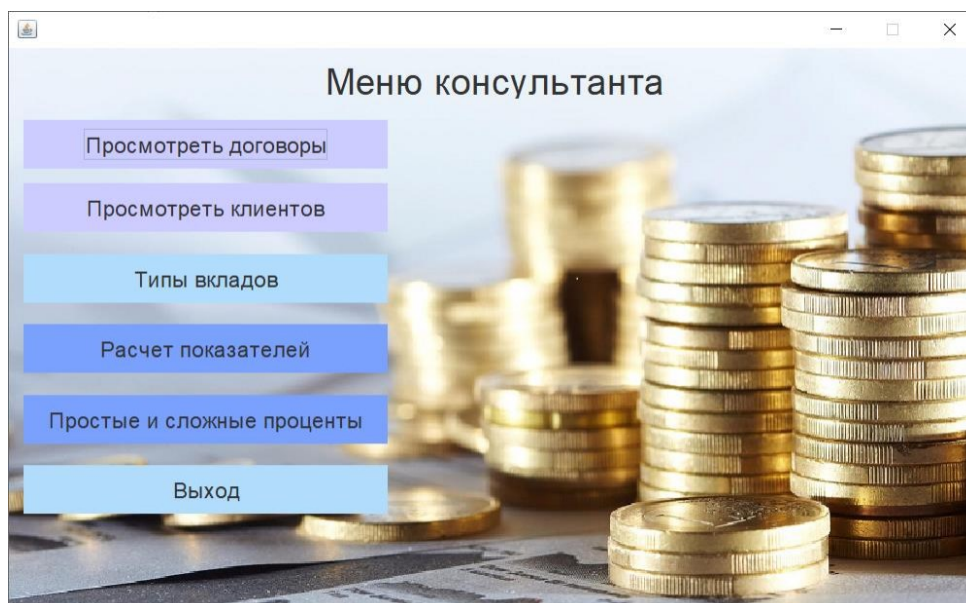 Меню консультанта
Просмотреть договоры
Просмотреть клиентов
Типы вкладов
Расчет показателей
Простые и сложные проценты
Выход